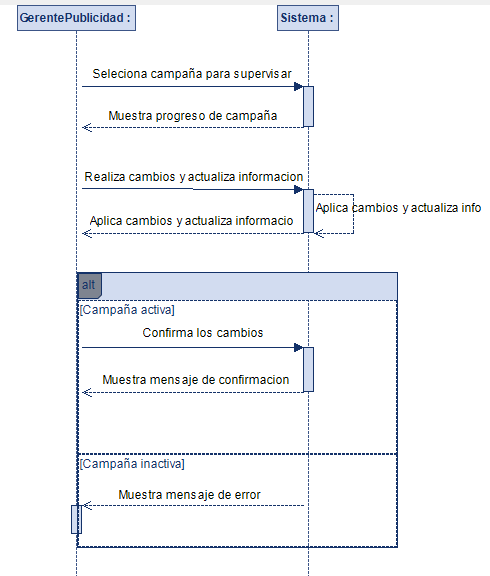 GerentePublicidad :
Sistema :
Seleciona campaña para supervisar
Muestra progreso de campaña
Realiza cambios y actualiza informacion
Aplica cambios y actualiza info
Aplica cambios y actualiza informacio
alt
[Campaña activa]
Confirma los cambios
Muestra mensaje de confirmacion
[Campaña inactiva]
Muestra mensaje de error